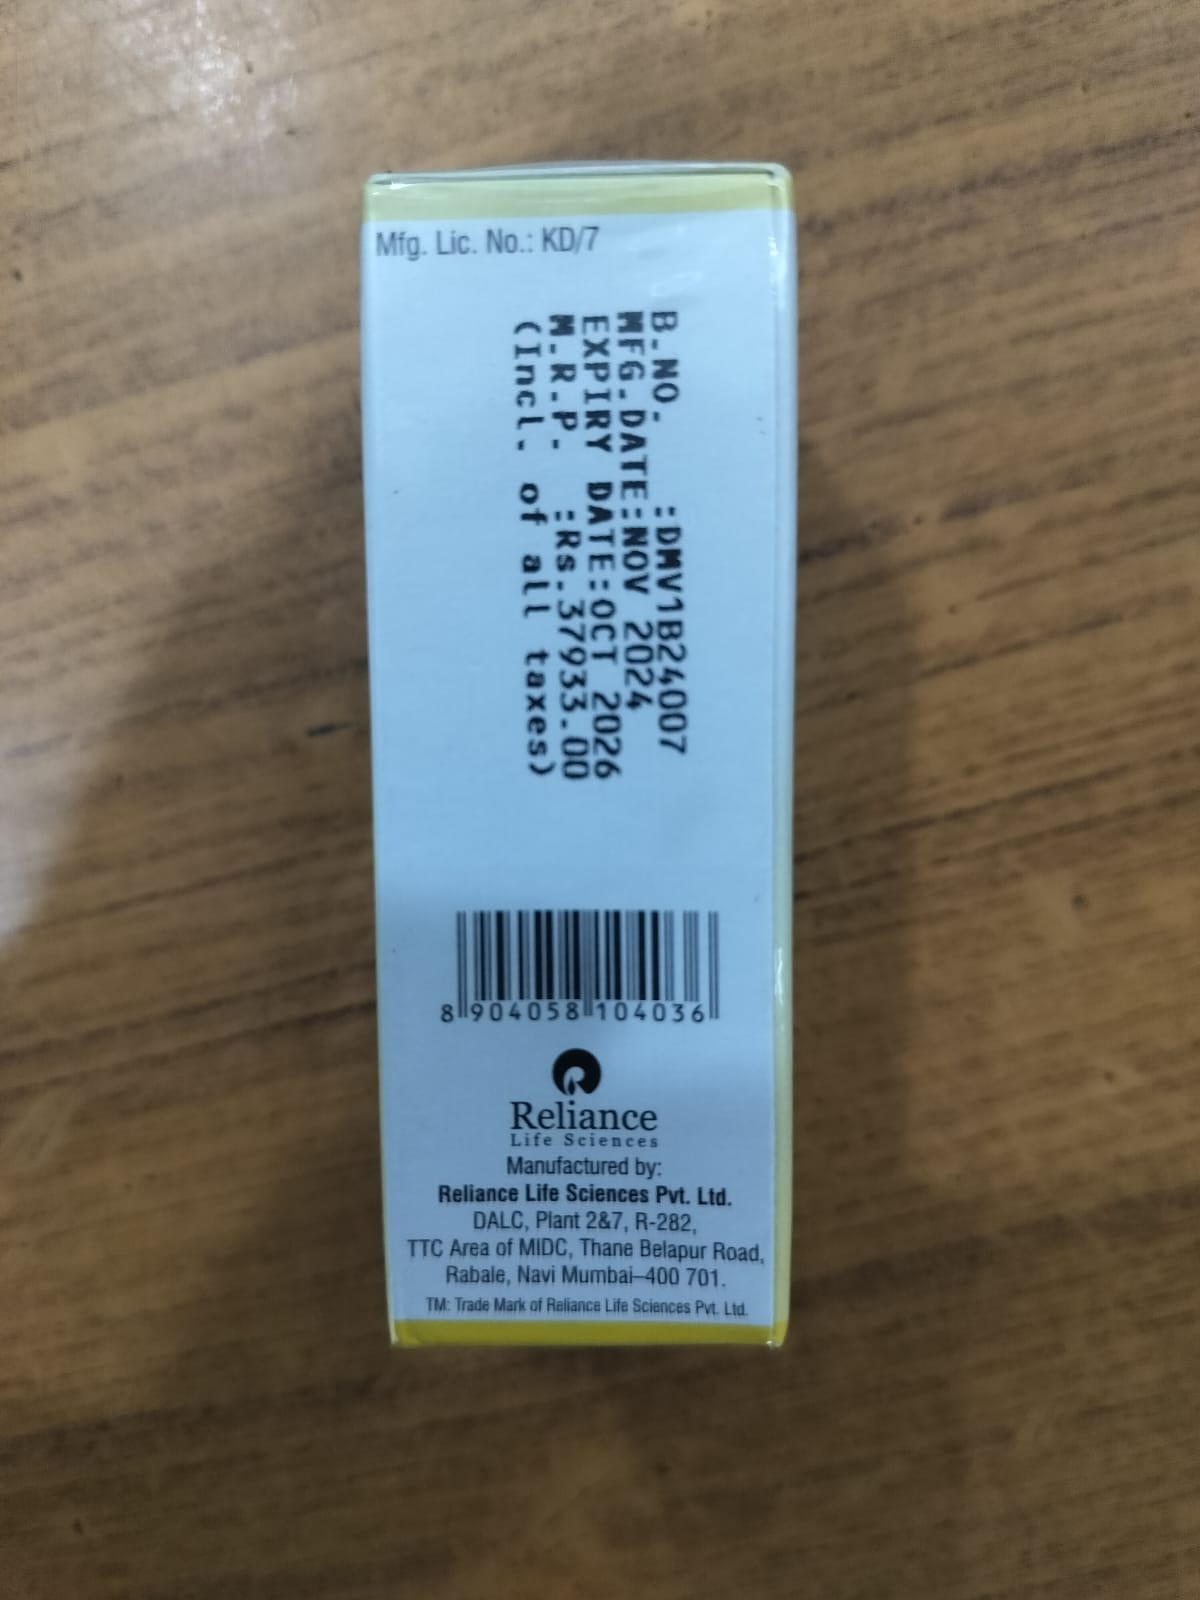 Mfg. Lic. No.: KD/7
B.NO.    :DMV1B24007
MFG.DATE:NOV 2024
EXPIRY DATE:OCT 2026
M.R.P.   :Rs.37933.00
(Incl. of all taxes)
8 904058 104036
Reliance
Life Sciences
Manufactured by:
Reliance Life Sciences Pvt. Ltd.
DALC, Plant 2&7, R-282,
TTC Area of MIDC, Thane Belapur Road,
Rabale, Navi Mumbai–400 701.
TM: Trade Mark of Reliance Life Sciences Pvt. Ltd.